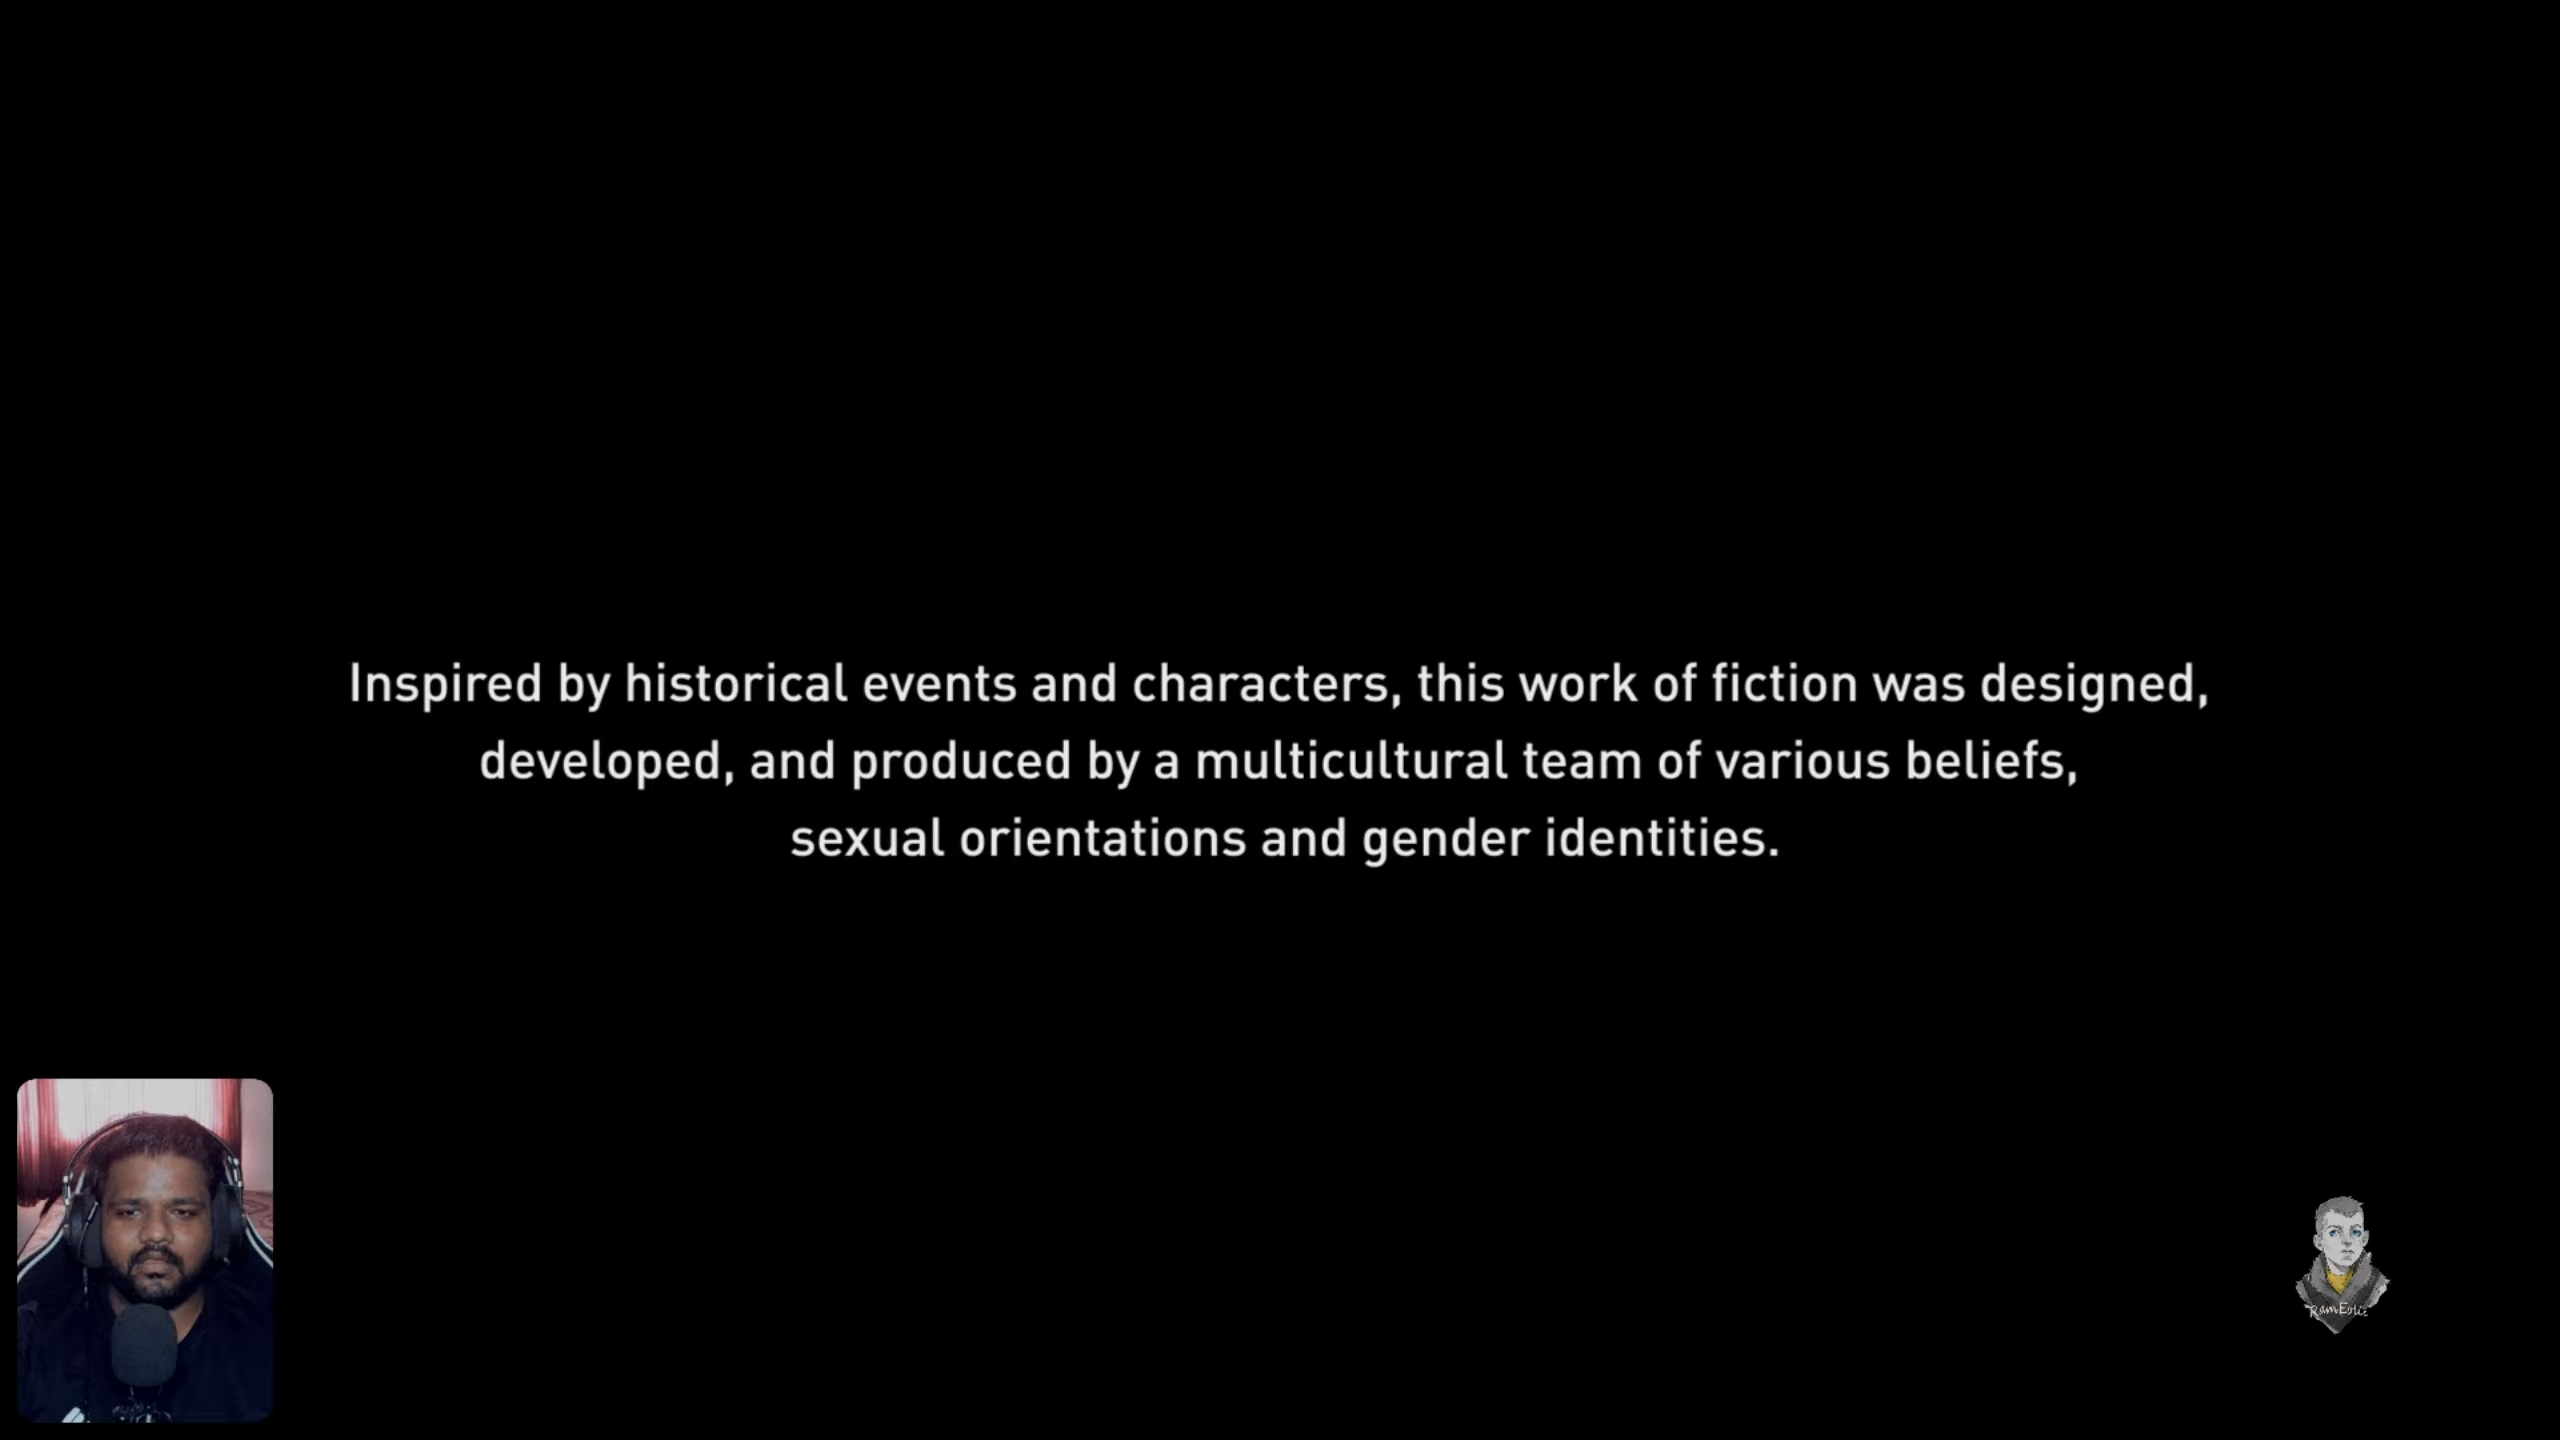 Inspired by historical events and characters, this work of fiction was designed,
developed, and produced by a multicultural team of various beliefs,
sexual orientations and gender identities.
RamEolic